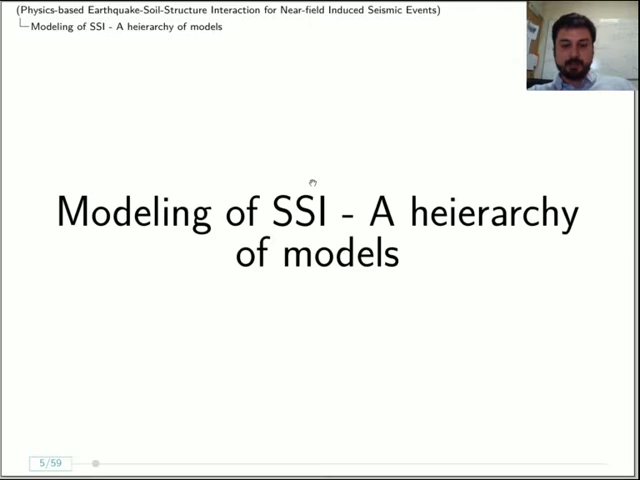 (Physics-based Earthquake-Soil-Structure Interaction for Near-field Induced Seismic Events)
Modeling of SSI - A heierarchy of models
Modeling of SSI - A heierarchy
of models
5/59